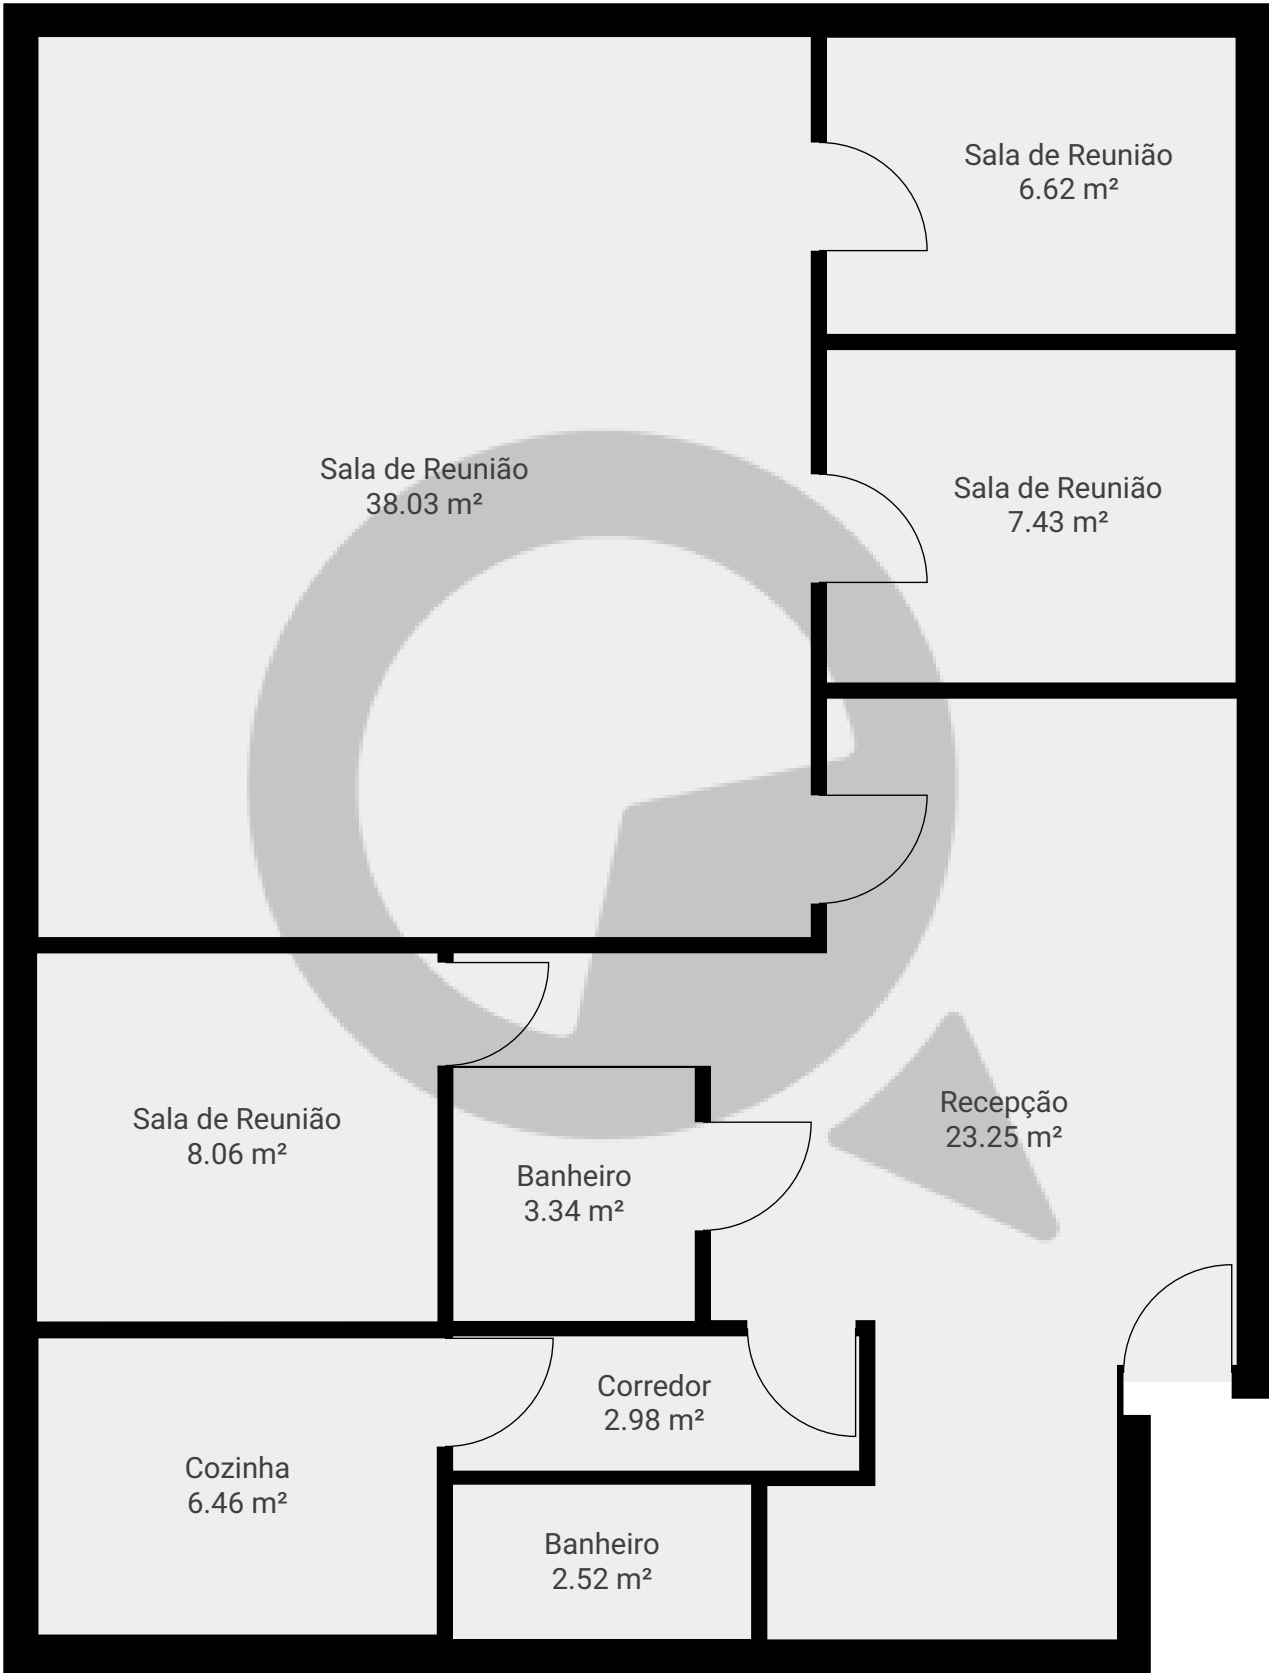 Sala de Reunião
6.62 m²
Sala de Reunião
38.03 m²
Sala de Reunião
7.43 m²
Sala de Reunião
8.06 m²
Recepção
23.25 m²
Banheiro
3.34 m²
Corredor
2.98 m²
Cozinha
6.46 m²
Banheiro
2.52 m²